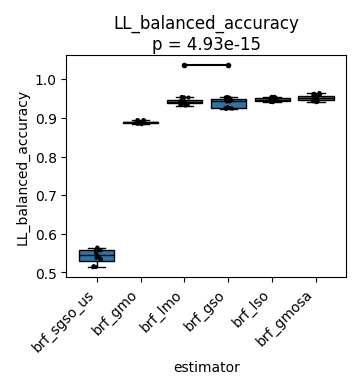 LL_balanced_accuracy
p = 4.93e-15
LL_balanced_accuracy
1.0
0.9
0.8
0.7
0.6
0.5
brf_sgso_us
brf_gmo
brf_lmo
brf_gso
brf_lso
brf_gmosa
estimator